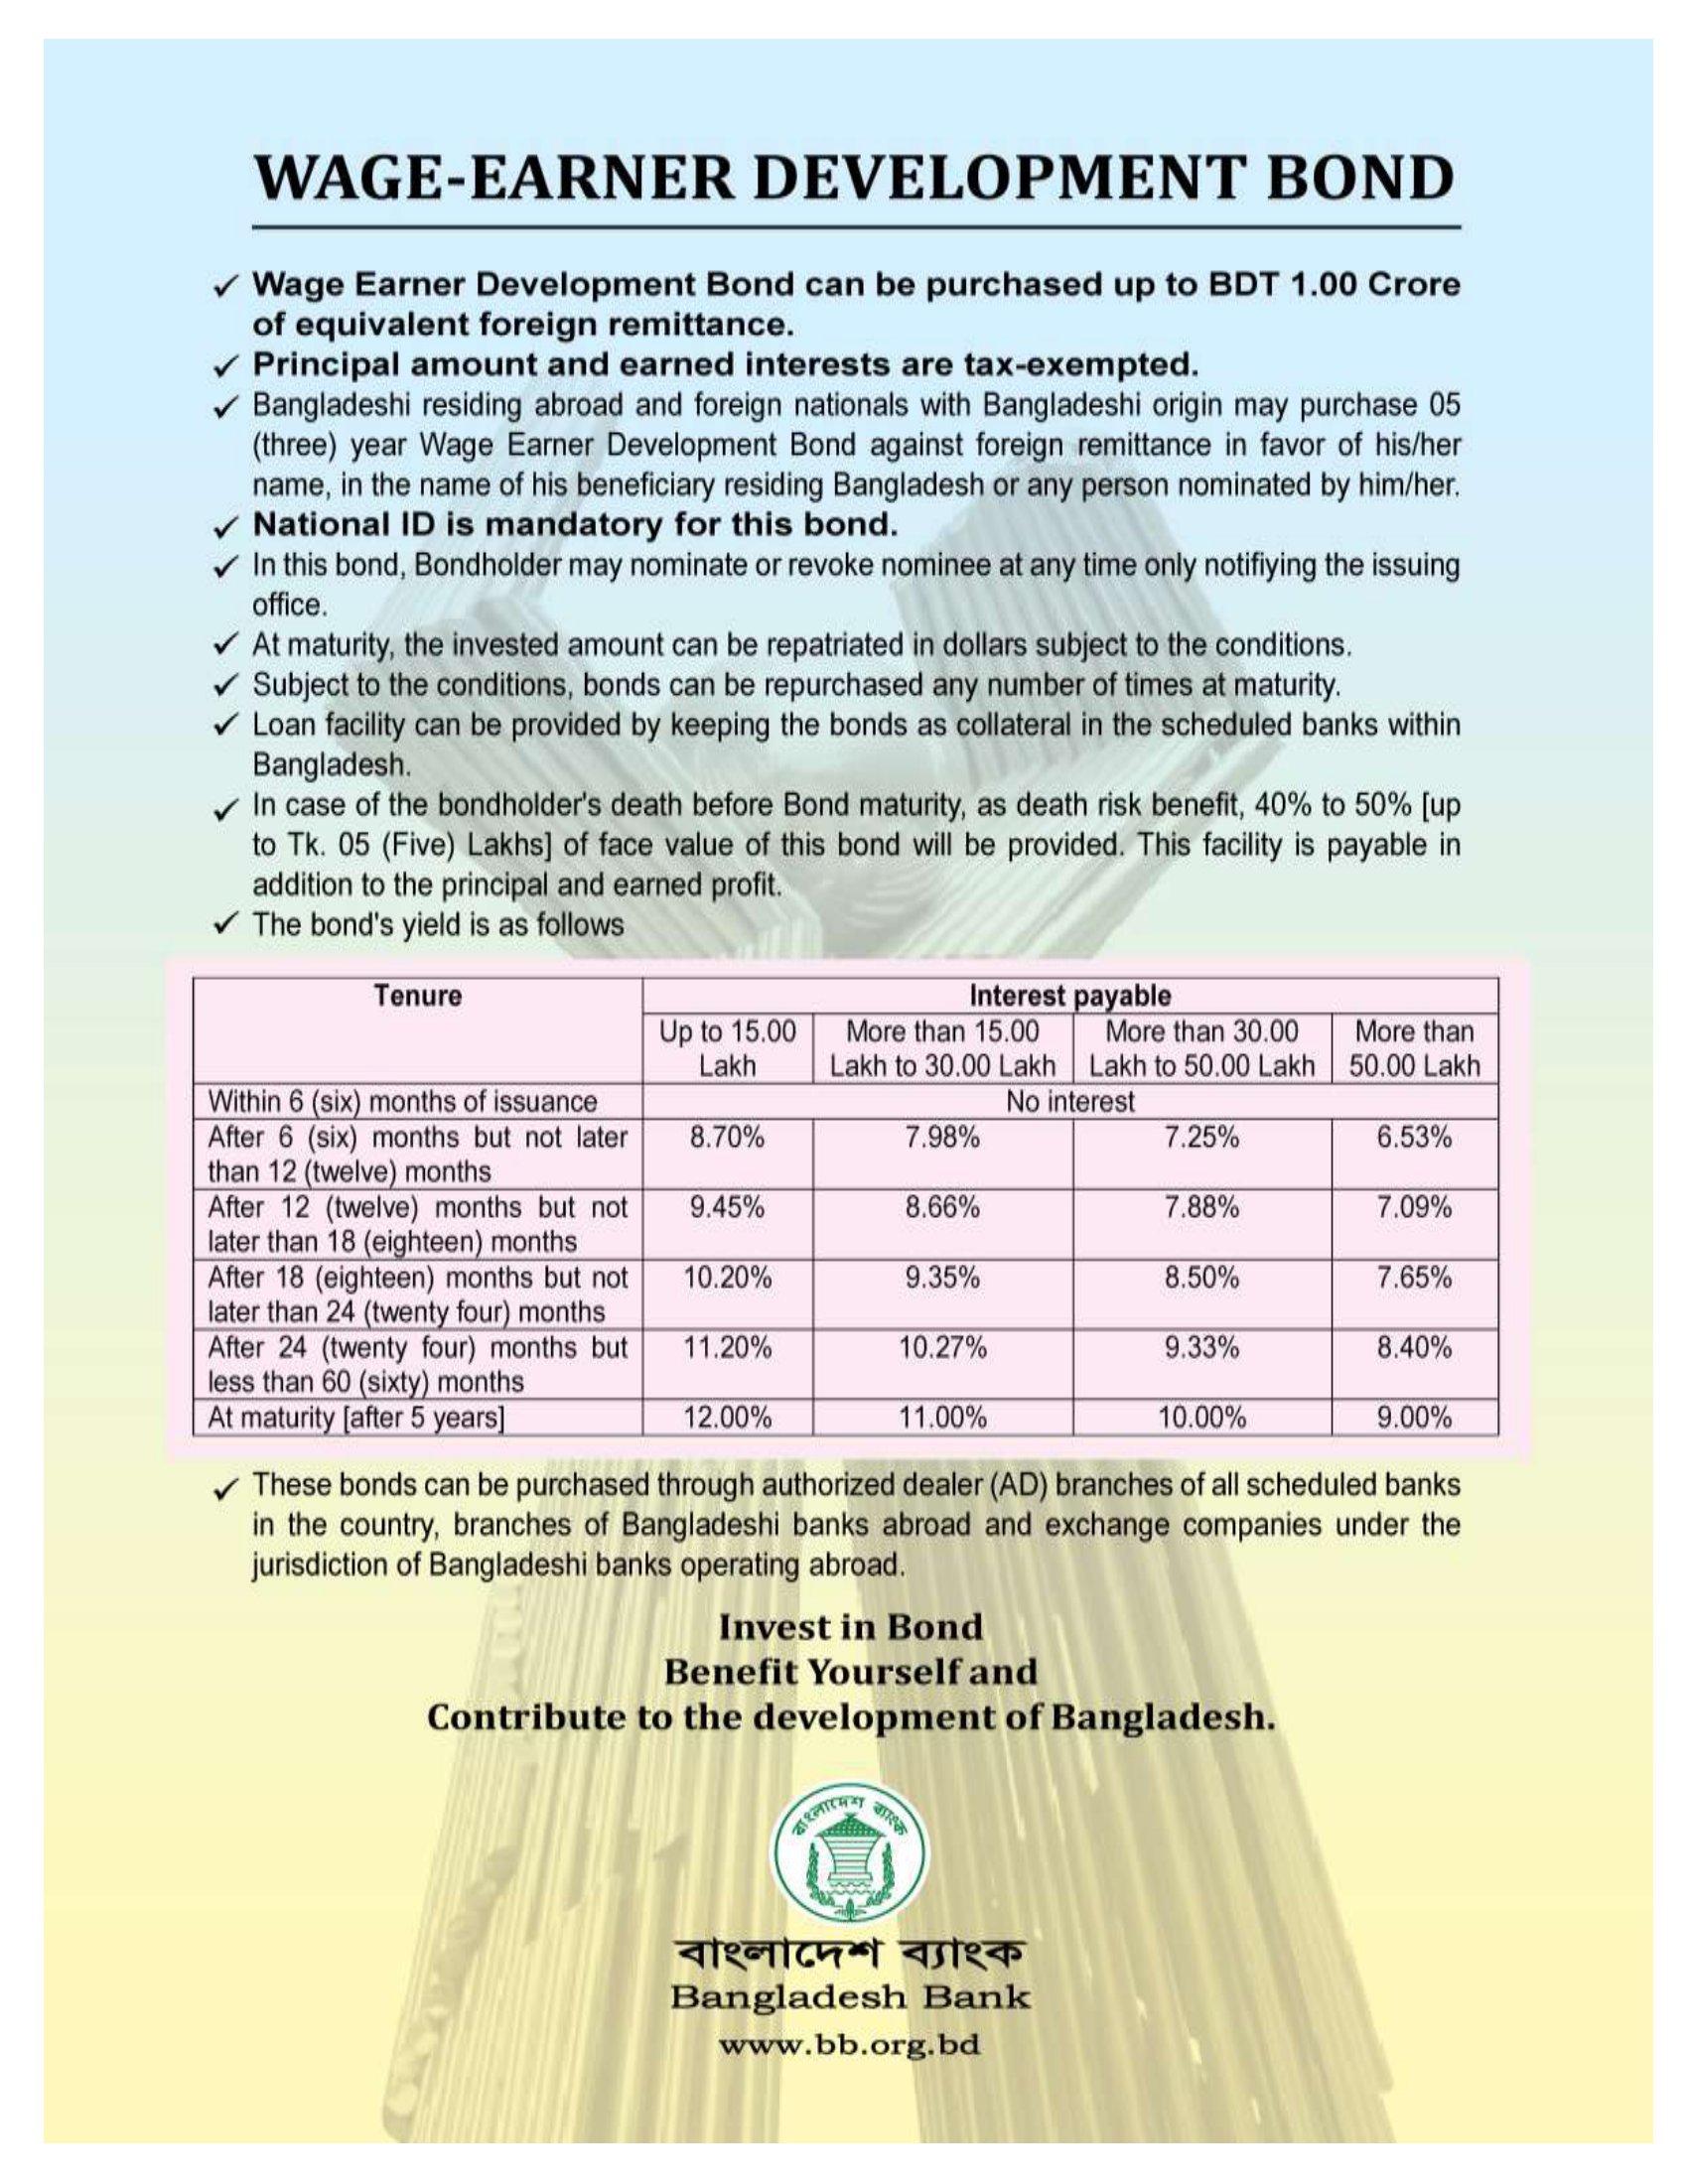 WAGE-EARNER DEVELOPMENT BOND
✓ Wage Earner Development Bond can be purchased up to BDT 1.00 Crore
of equivalent foreign remittance.
✓ Principal amount and earned interests are tax-exempted.
✓ Bangladeshi residing abroad and foreign nationals with Bangladeshi origin may purchase 05
(three) year Wage Earner Development Bond against foreign remittance in favor of his/her
name, in the name of his beneficiary residing Bangladesh or any person nominated by him/her.
✓ National ID is mandatory for this bond.
✓ In this bond, Bondholder may nominate or revoke nominee at any time only notifiying the issuing
office.
✓ At maturity, the invested amount can be repatriated in dollars subject to the conditions.
✓ Subject to the conditions, bonds can be repurchased any number of times at maturity.
✓ Loan facility can be provided by keeping the bonds as collateral in the scheduled banks within
Bangladesh.
✓ In case of the bondholder's death before Bond maturity, as death risk benefit, 40% to 50% [up
to Tk. 05 (Five) Lakhs] of face value of this bond will be provided. This facility is payable in
addition to the principal and earned profit.
✓ The bond's yield is as follows
Tenure Interest payable
Up to 15.00 More than 15.00 More than 30.00 More than
Lakh Lakh to 30.00 Lakh Lakh to 50.00 Lakh 50.00 Lakh
Within 6 (six) months of issuance No interest
After 6 (six) months but not later 8.70% 7.98% 7.25% 6.53%
than 12 (twelve) months
After 12 (twelve) months but not 9.45% 8.66% 7.88% 7.09%
later than 18 (eighteen) months
After 18 (eighteen) months but not 10.20% 9.35% 8.50% 7.65%
later than 24 (twenty four) months
After 24 (twenty four) months but 11.20% 10.27% 9.33% 8.40%
less than 60 (sixty) months
At maturity [after 5 years] 12.00% 11.00% 10.00% 9.00%
✓ These bonds can be purchased through authorized dealer (AD) branches of all scheduled banks
in the country, branches of Bangladeshi banks abroad and exchange companies under the
jurisdiction of Bangladeshi banks operating abroad.
Invest in Bond
Benefit Yourself and
Contribute to the development of Bangladesh.
বাংলাদেশ ব্যাংক
বাংলাদেশ ব্যাংক
Bangladesh Bank
www.bb.org.bd